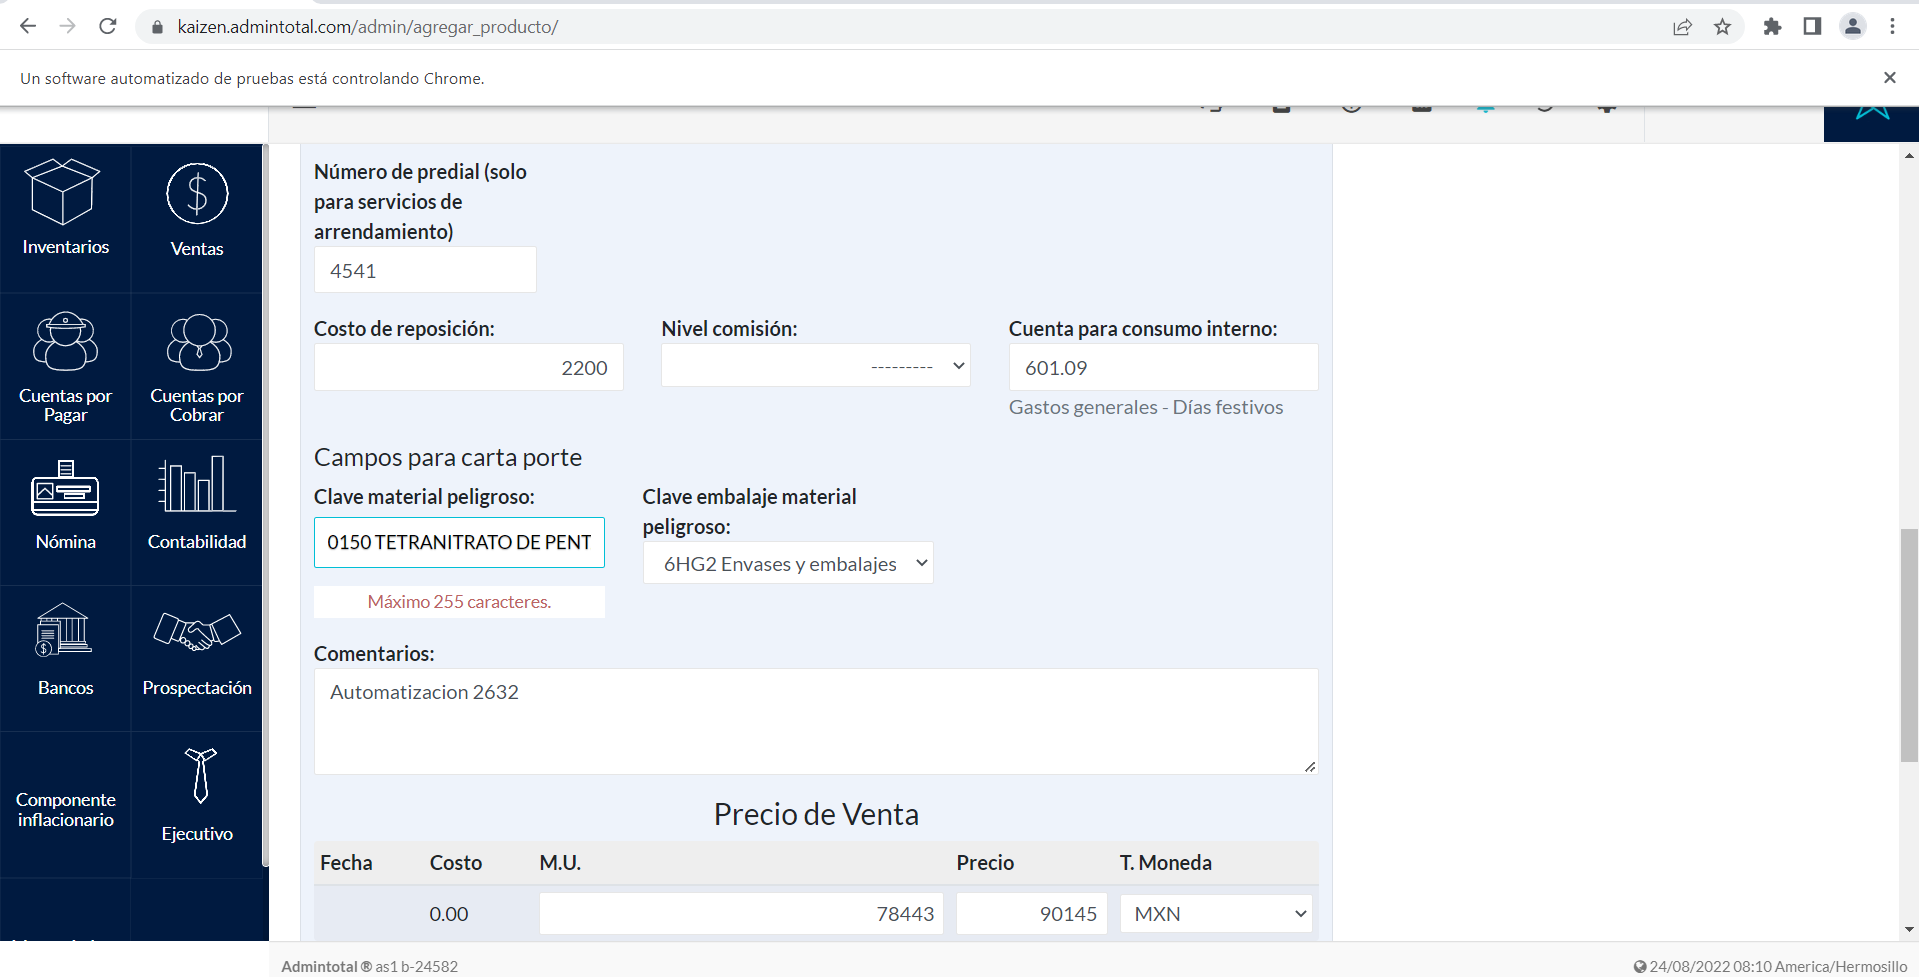 kaizen.admintotal.com/admin/agregar_producto/
Un software automatizado de pruebas está controlando Chrome.
Inventarios
Ventas
Cuentas por
Pagar
Cuentas por
Cobrar
Nómina
Contabilidad
Bancos
Prospectación
Componente
inflacionario
Ejecutivo
Número de predial (solo
para servicios de
arrendamiento)
4541
Costo de reposición:
Nivel comisión:
Cuenta para consumo interno:
2200
---------
601.09
Gastos generales - Días festivos
Campos para carta porte
Clave material peligroso:
Clave embalaje material
peligroso:
0150 TETRANITRATO DE PENT
6HG2 Envases y embalajes
Máximo 255 caracteres.
Comentarios:
Automatizacion 2632
Precio de Venta
Fecha Costo M.U. Precio T. Moneda
0.00 78443 90145 MXN
Admintotal ® as1 b-24582
24/08/2022 08:10 America/Hermosillo